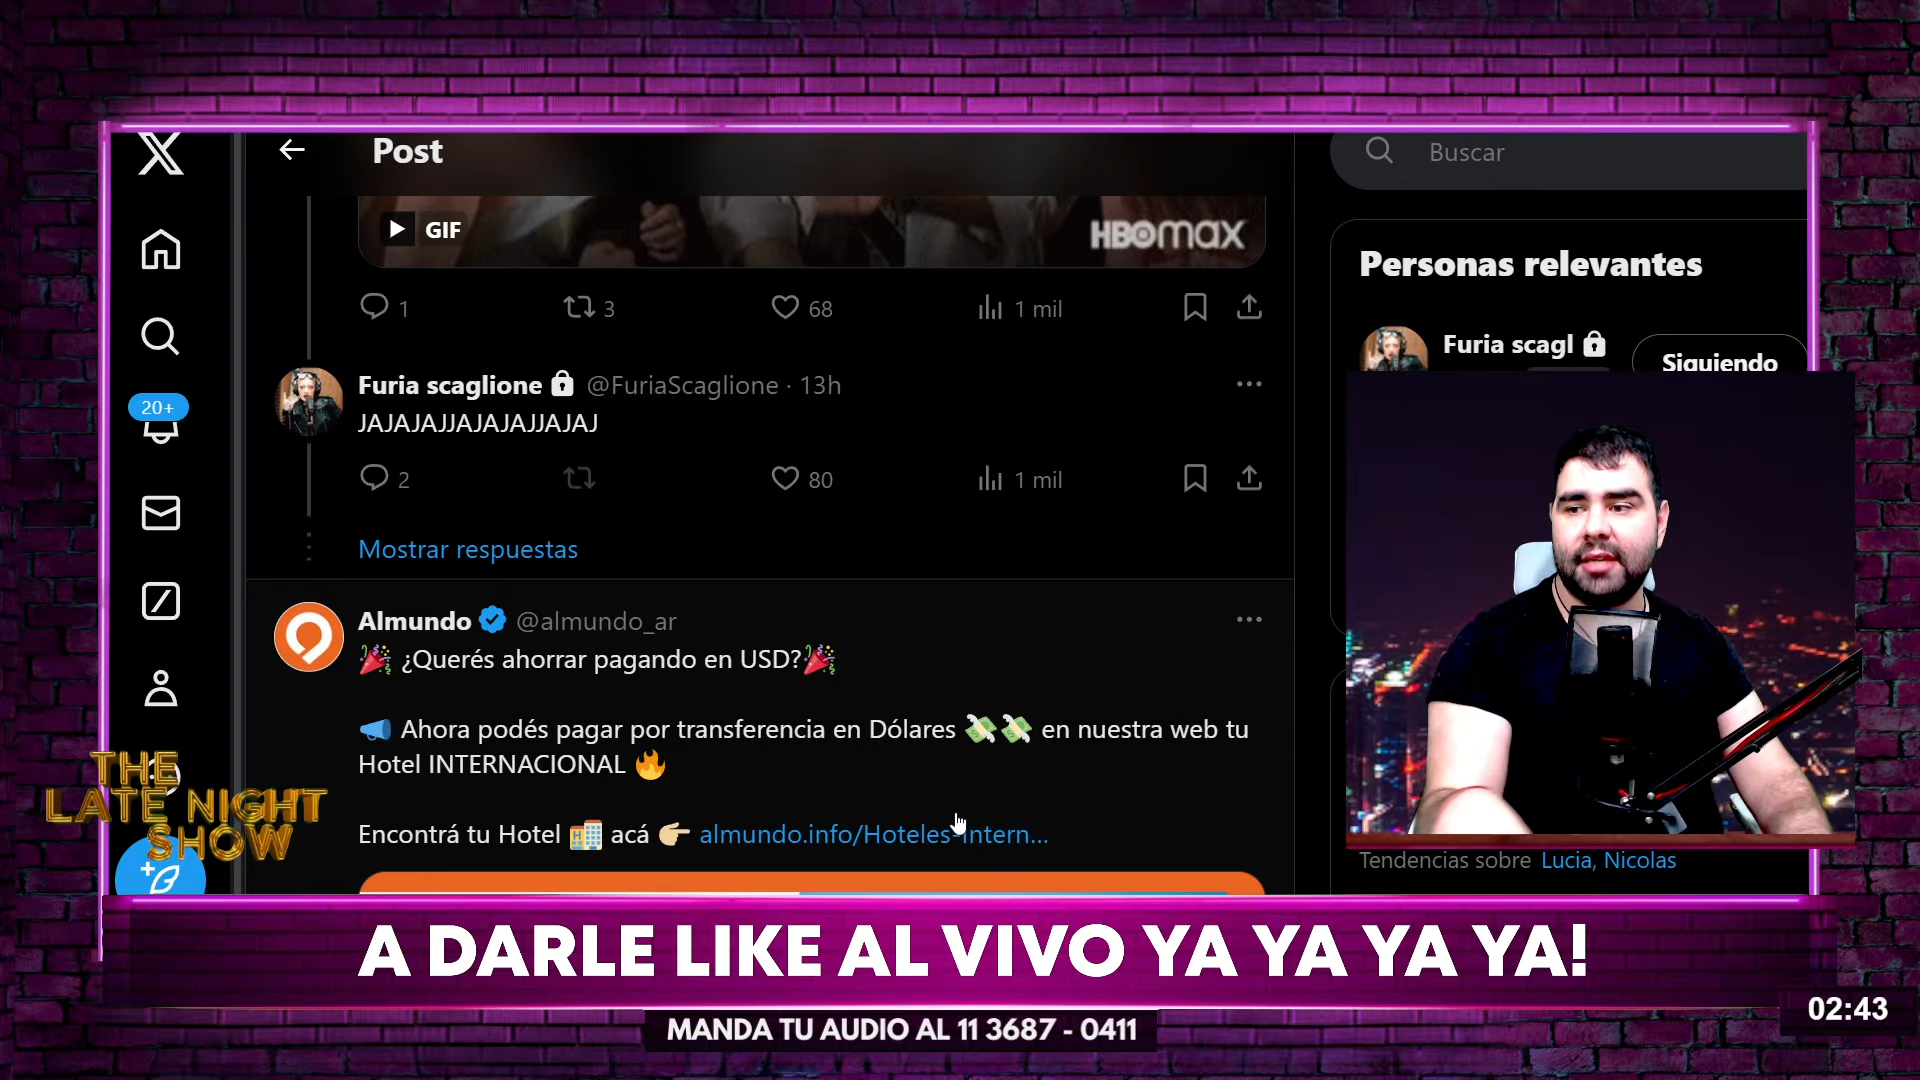 Post
Buscar
GIF
HBOmax
1
3
68
1 mil
Personas relevantes
Furia scagl
Siguiendo
Furia scaglione @FuriaScaglione · 13h
JAJAJAJJAJAJAJJAJAJ
20+
2
80
1 mil
Mostrar respuestas
Almundo @almundo_ar
🎉 ¿Querés ahorrar pagando en USD?🎉
📣 Ahora podés pagar por transferencia en Dólares 💸💸 en nuestra web tu
Hotel INTERNACIONAL 🔥
Encontrá tu Hotel 🏨 acá 👉 almundo.info/Hoteles-Intern...
THE
LATE NIGHT
SHOW
Tendencias sobre Lucia, Nicolas
A DARLE LIKE AL VIVO YA YA YA YA!
MANDA TU AUDIO AL 11 3687 - 0411
02:43